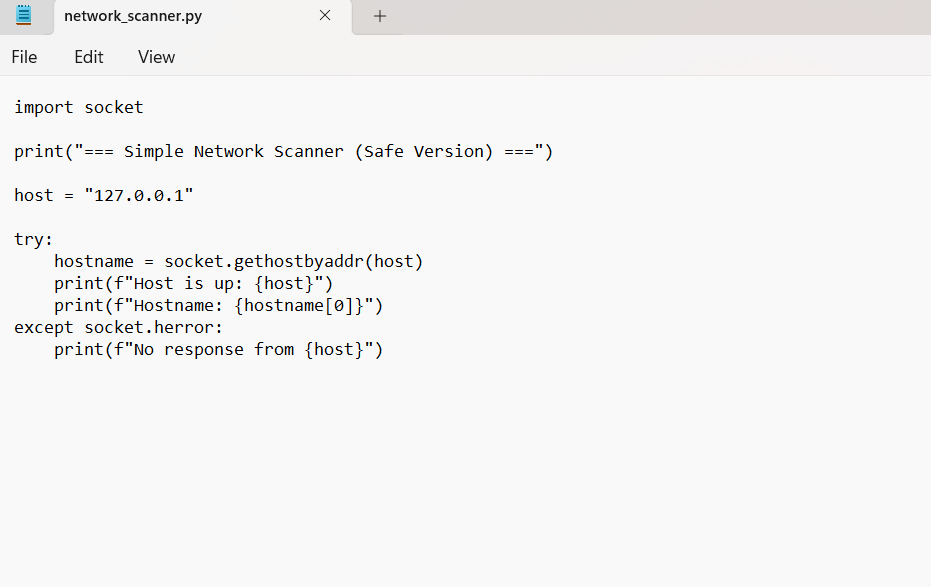 network_scanner.py
File Edit View
import socket
print("=== Simple Network Scanner (Safe Version) ===")
host = "127.0.0.1"
try:
    hostname = socket.gethostbyaddr(host)
    print(f"Host is up: {host}")
    print(f"Hostname: {hostname[0]}")
except socket.herror:
    print(f"No response from {host}")